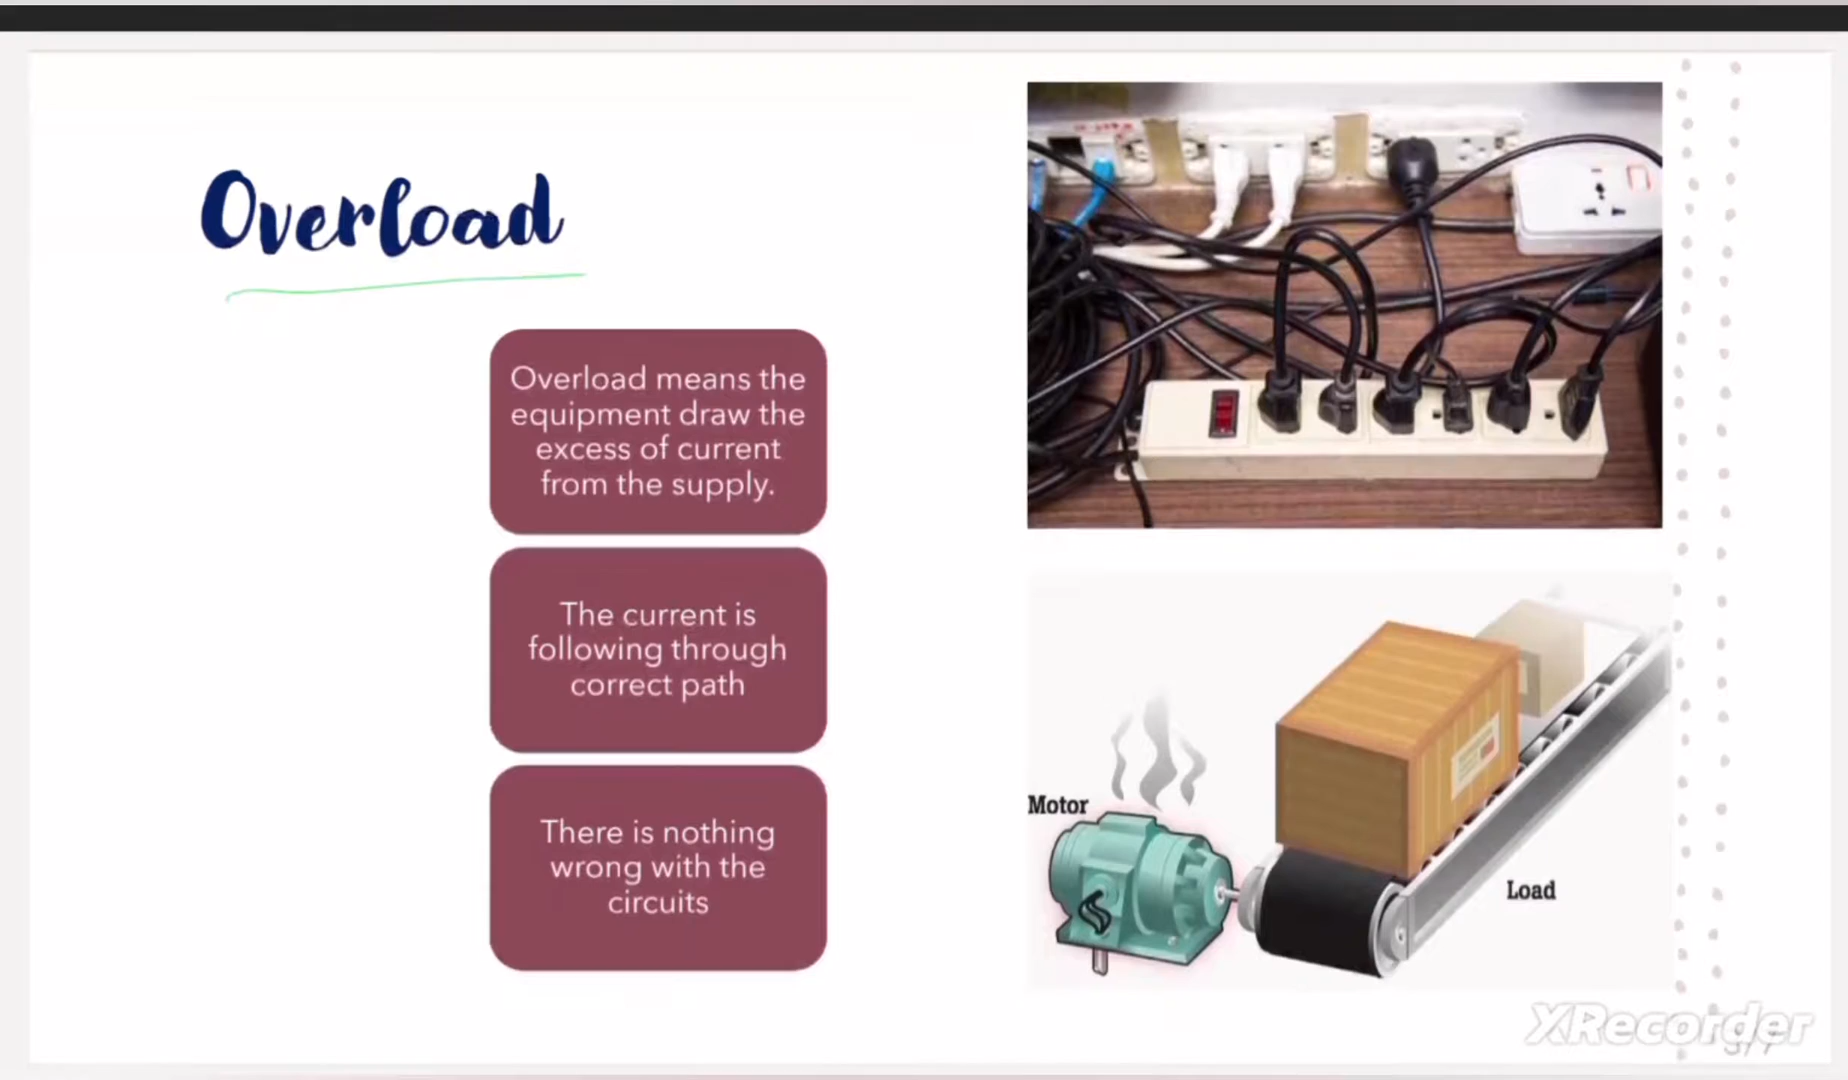 Overload
Overload means the
equipment draw the
excess of current
from the supply.
The current is
following through
correct path
There is nothing
wrong with the
circuits
Motor
Load
XRecorder